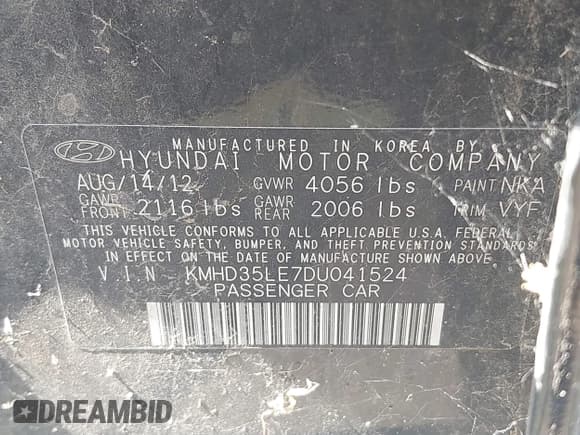 MANUFACTURED IN KOREA BY
HYUNDAI MOTOR COMPANY
AUG/14/12 GVWR 4056 lbs PAINT NKA
GAWR FRONT 2116 lbs GAWR REAR 2006 lbs TRIM VYF
THIS VEHICLE CONFORMS TO ALL APPLICABLE U.S.A. FEDERAL
MOTOR VEHICLE SAFETY, BUMPER, AND THEFT PREVENTION STANDARDS
IN EFFECT ON THE DATE OF MANUFACTURE SHOWN ABOVE
VIN - KMHD35LE7DU041524
PASSENGER CAR
DREAMBID